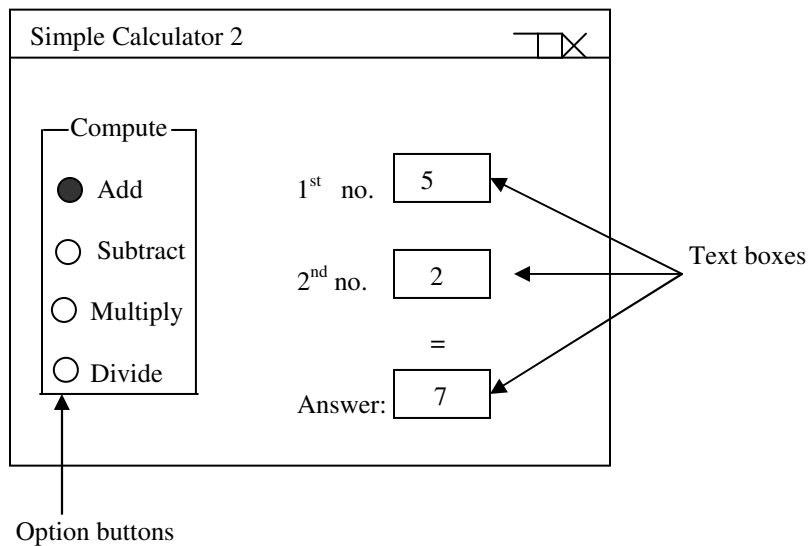 Simple Calculator 2
Compute
Add
Subtract
Multiply
Divide
1st no. 5
2nd no. 2
=
Answer: 7
Text boxes
Option buttons